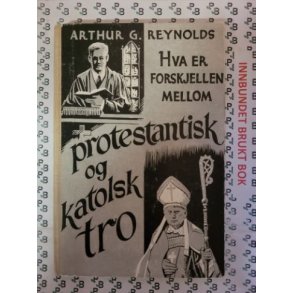 ARTHUR G. REYNOLDS
HVA ER
FORSKJELLEN
MELLOM
protestantisk
og
katolsk
tro
INNBUNDET BRUKT BOK